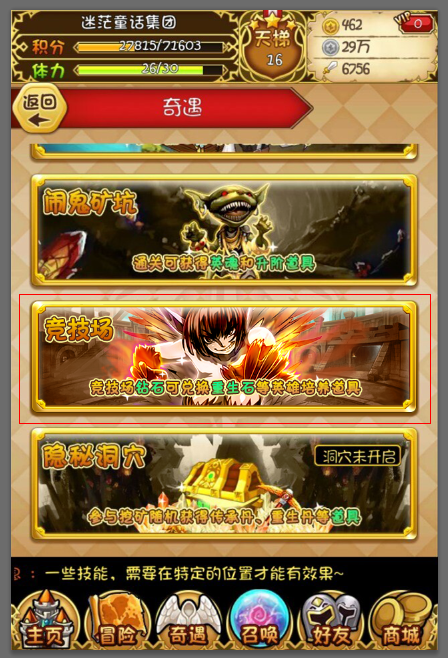 迷茫童话集团
积分 27815/71603
体力 26/30
天梯
16
462
29万
6756
VIP
0
返回
奇遇
闹鬼矿坑
通关可获得英魂和升阶道具
竞技场
竞技场钻石可兑换重生石等英雄培养道具
隐秘洞穴
洞穴未开启
参与挖矿随机获得传承丹、重生丹等道具
：一些技能，需要在特定的位置才能有效果~
主页 冒险 奇遇 召唤 好友 商城